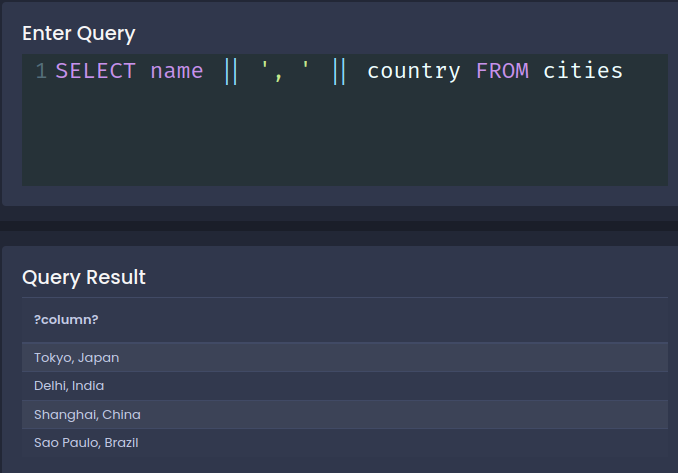 Enter Query
1 SELECT name || ', ' || country FROM cities
Query Result
?column?
Tokyo, Japan
Delhi, India
Shanghai, China
Sao Paulo, Brazil